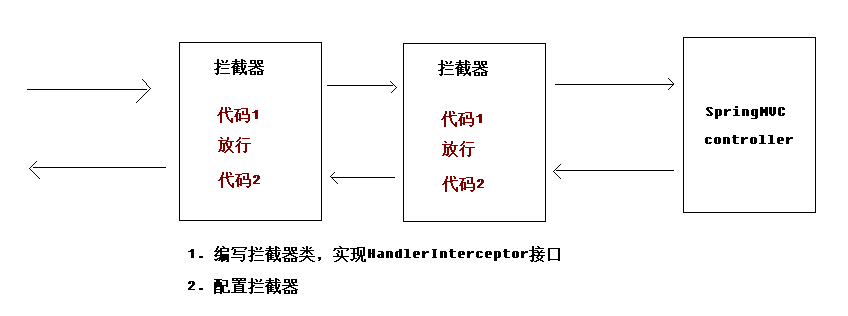 拦截器
代码1
放行
代码2
拦截器
代码1
放行
代码2
SpringMVC
controller
1. 编写拦截器类，实现HandlerInterceptor接口
2. 配置拦截器